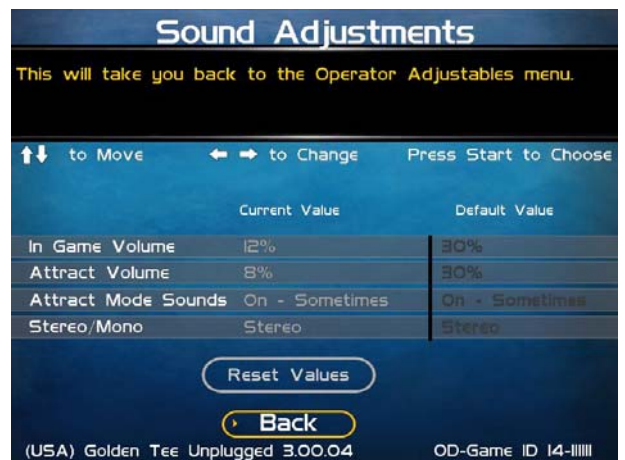 Sound Adjustments
This will take you back to the Operator Adjustables menu.
to Move to Change Press Start to Choose
Current Value Default Value
In Game Volume 12% 30%
Attract Volume 8% 30%
Attract Mode Sounds On - Sometimes On - Sometimes
Stereo/Mono Stereo Stereo
Reset Values
Back
(USA) Golden Tee Unplugged 3.00.04 OD-Game ID 14-111111